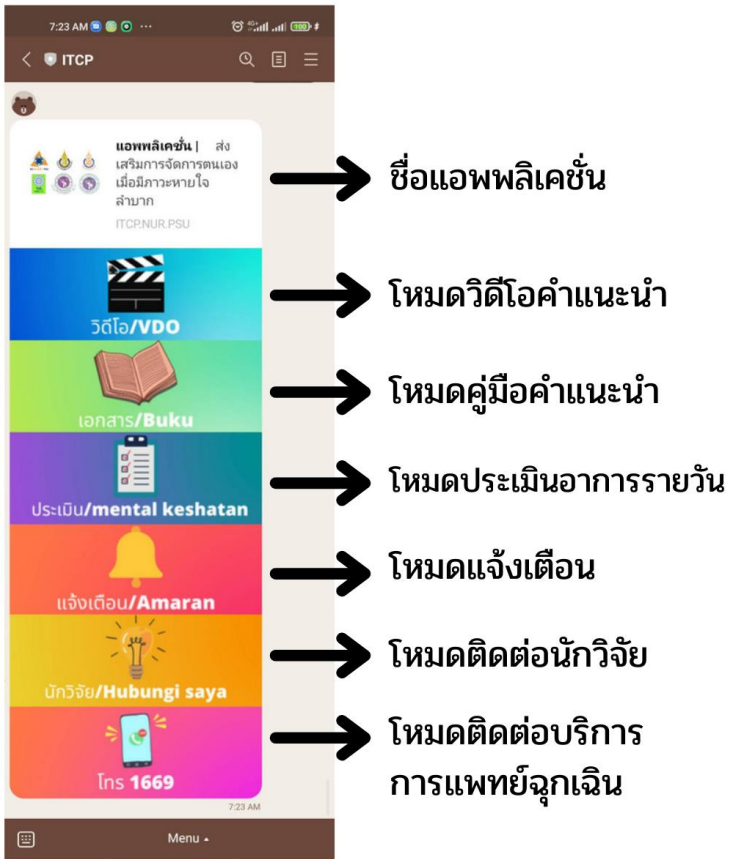 7:23 AM
4G+
100
ITCP
แอพพลิเคชั่น | ส่ง
เสริมการจัดการตนเอง
เมื่อมีภาวะหายใจ
ลำบาก
ITCP.NUR.PSU
ชื่อแอพพลิเคชั่น
วิดีโอ/VDO
โหมดวิดีโอคำแนะนำ
เอกสาร/Buku
โหมดคู่มือคำแนะนำ
ประเมิน/mental keshatan
โหมดประเมินอาการรายวัน
แจ้งเตือน/Amaran
โหมดแจ้งเตือน
นักวิจัย/Hubungi saya
โหมดติดต่อนักวิจัย
โทร 1669
โหมดติดต่อบริการ
การแพทย์ฉุกเฉิน
7:23 AM
Menu